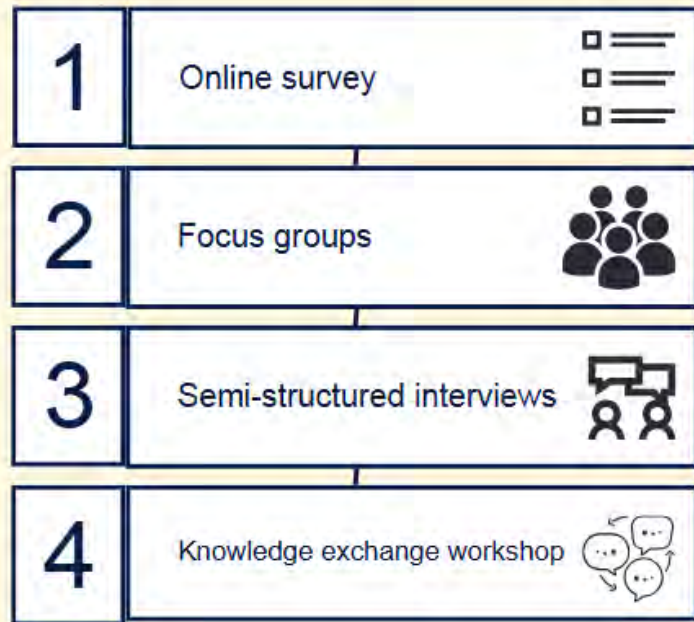 1
Online survey
2
Focus groups
3
Semi-structured interviews
4
Knowledge exchange workshop